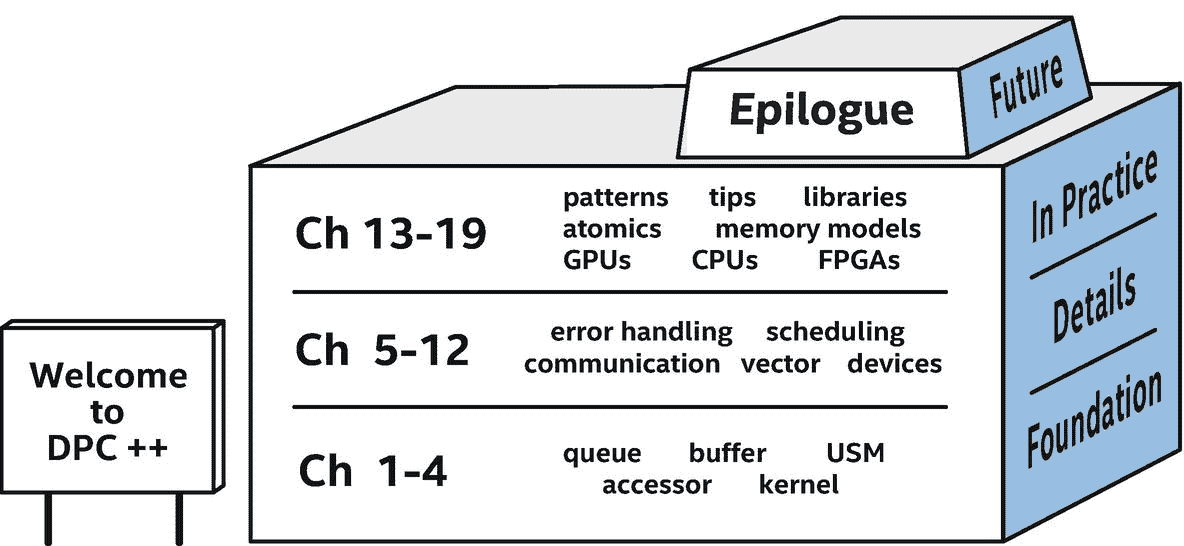 Epilogue
Future
Ch 13-19
patterns tips libraries
atomics memory models
GPUs CPUs FPGAs
In Practice
Ch 5-12
error handling scheduling
communication vector devices
Details
Ch 1-4
queue buffer USM
accessor kernel
Foundation
Welcome
to
DPC ++